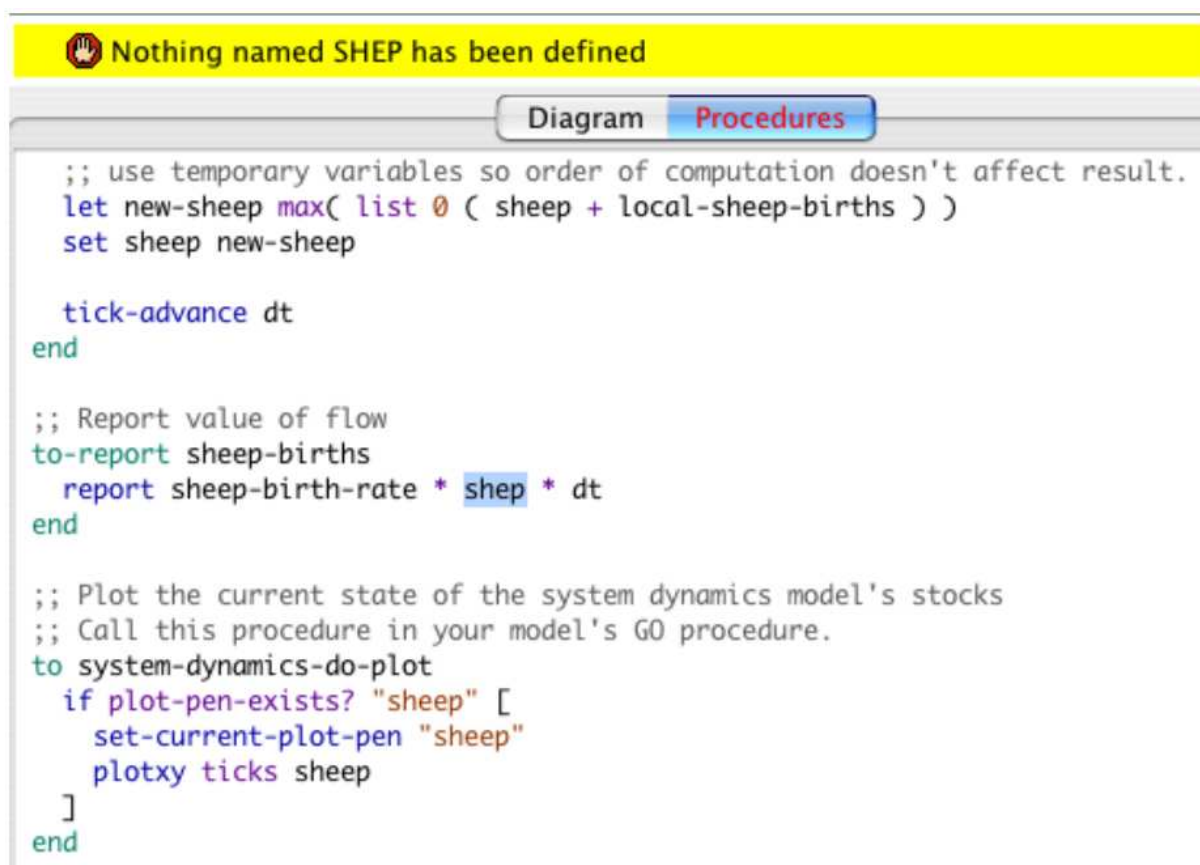 Nothing named SHEP has been defined
Diagram Procedures
;; use temporary variables so order of computation doesn't affect result.
let new-sheep max( list 0 ( sheep + local-sheep-births ) )
set sheep new-sheep
tick-advance dt
end
;; Report value of flow
to-report sheep-births
report sheep-birth-rate * shep * dt
end
;; Plot the current state of the system dynamics model's stocks
;; Call this procedure in your model's GO procedure.
to system-dynamics-do-plot
if plot-pen-exists? "sheep" [
set-current-plot-pen "sheep"
plotxy ticks sheep
]
end